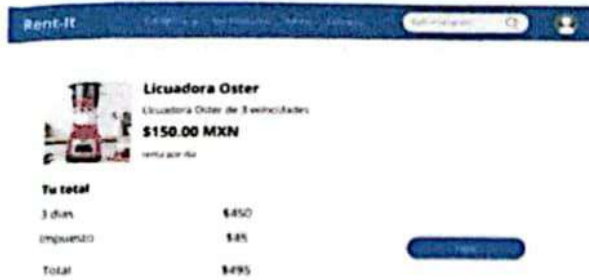 Rent-It
Licuadora Oster
Licuadora Oster de 3 velocidades
$150.00 MXN
renta por día
Tu total
3 días $450
impuesto $45
Total $495